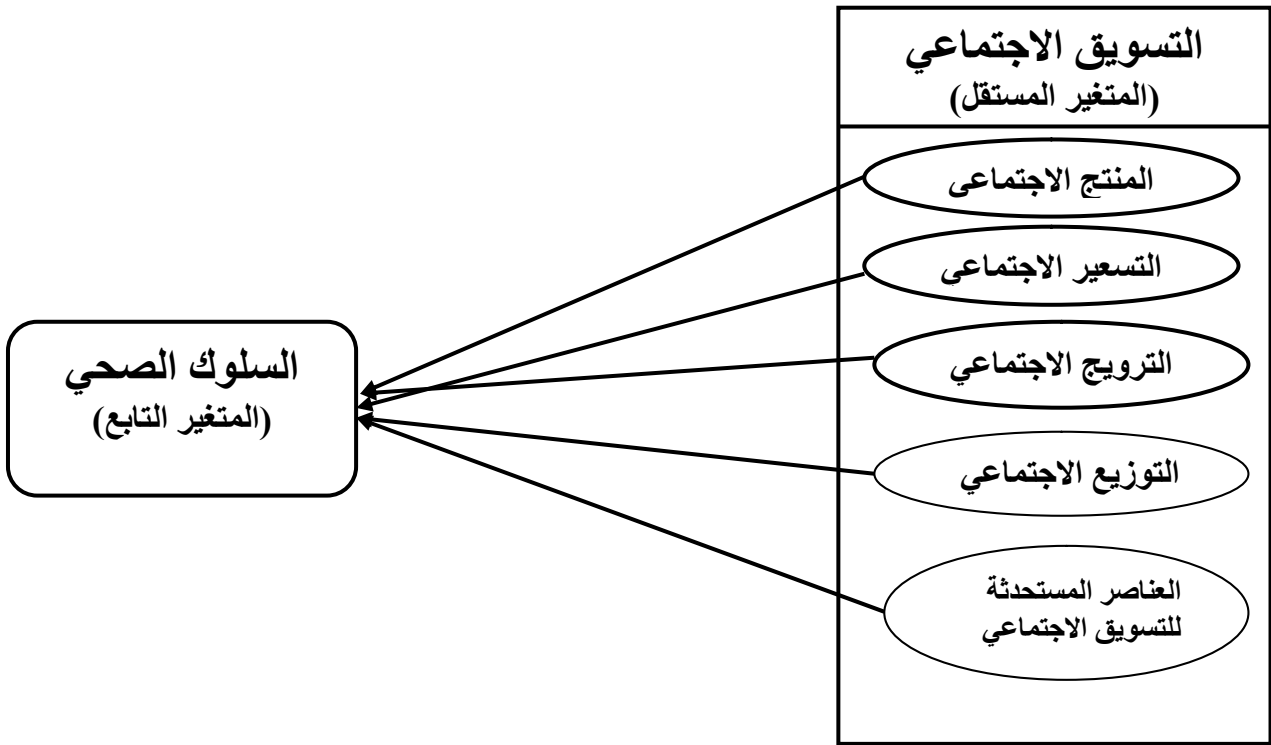 التسويق الاجتماعي
(المتغير المستقل)
المنتج الاجتماعى
التسعير الاجتماعى
الترويج الاجتماعي
التوزيع الاجتماعي
العناصر المستحدثة
للتسويق الاجتماعي
السلوك الصحي
(المتغير التابع)